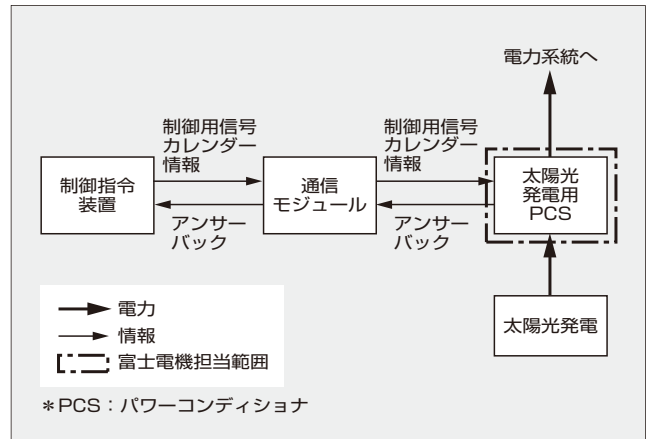 電力系統へ
制御用信号
カレンダー
情報
制御用信号
カレンダー
情報
制御指令
装置
通信
モジュール
太陽光
発電用
PCS
アンサー
バック
アンサー
バック
太陽光発電
電力
情報
富士電機担当範囲
*PCS：パワーコンディショナ